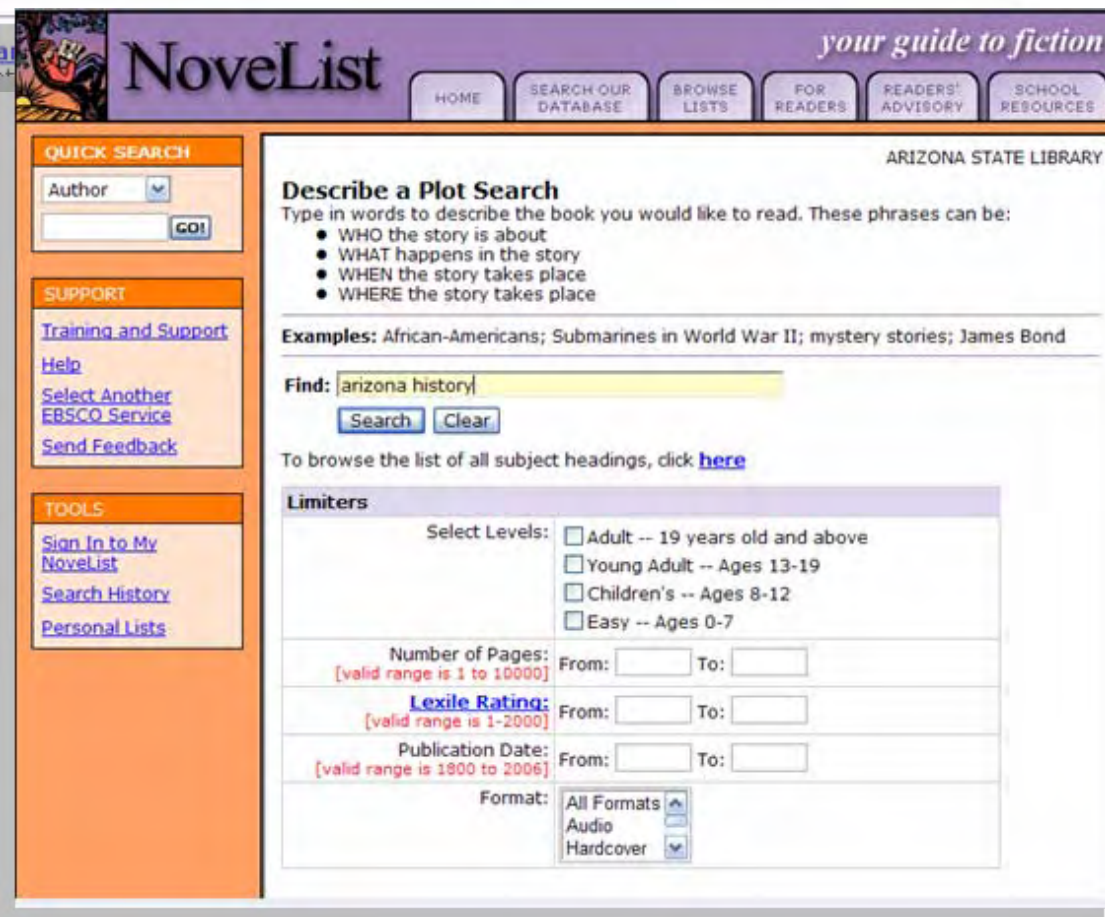 NoveList
your guide to fiction
HOME
SEARCH OUR DATABASE
BROWSE LISTS
FOR READERS
READERS' ADVISORY
SCHOOL RESOURCES
QUICK SEARCH
Author
GO!
SUPPORT
Training and Support
Help
Select Another
EBSCO Service
Send Feedback
TOOLS
Sign In to My
NoveList
Search History
Personal Lists
ARIZONA STATE LIBRARY
Describe a Plot Search
Type in words to describe the book you would like to read. These phrases can be:
● WHO the story is about
● WHAT happens in the story
● WHEN the story takes place
● WHERE the story takes place
Examples: African-Americans; Submarines in World War II; mystery stories; James Bond
Find: arizona history
Search Clear
To browse the list of all subject headings, click here
Limiters
Select Levels: Adult -- 19 years old and above
Young Adult -- Ages 13-19
Children's -- Ages 8-12
Easy -- Ages 0-7
Number of Pages: From: To:
[valid range is 1 to 10000]
Lexile Rating: From: To:
[valid range is 1-2000]
Publication Date: From: To:
[valid range is 1800 to 2006]
Format: All Formats
Audio
Hardcover